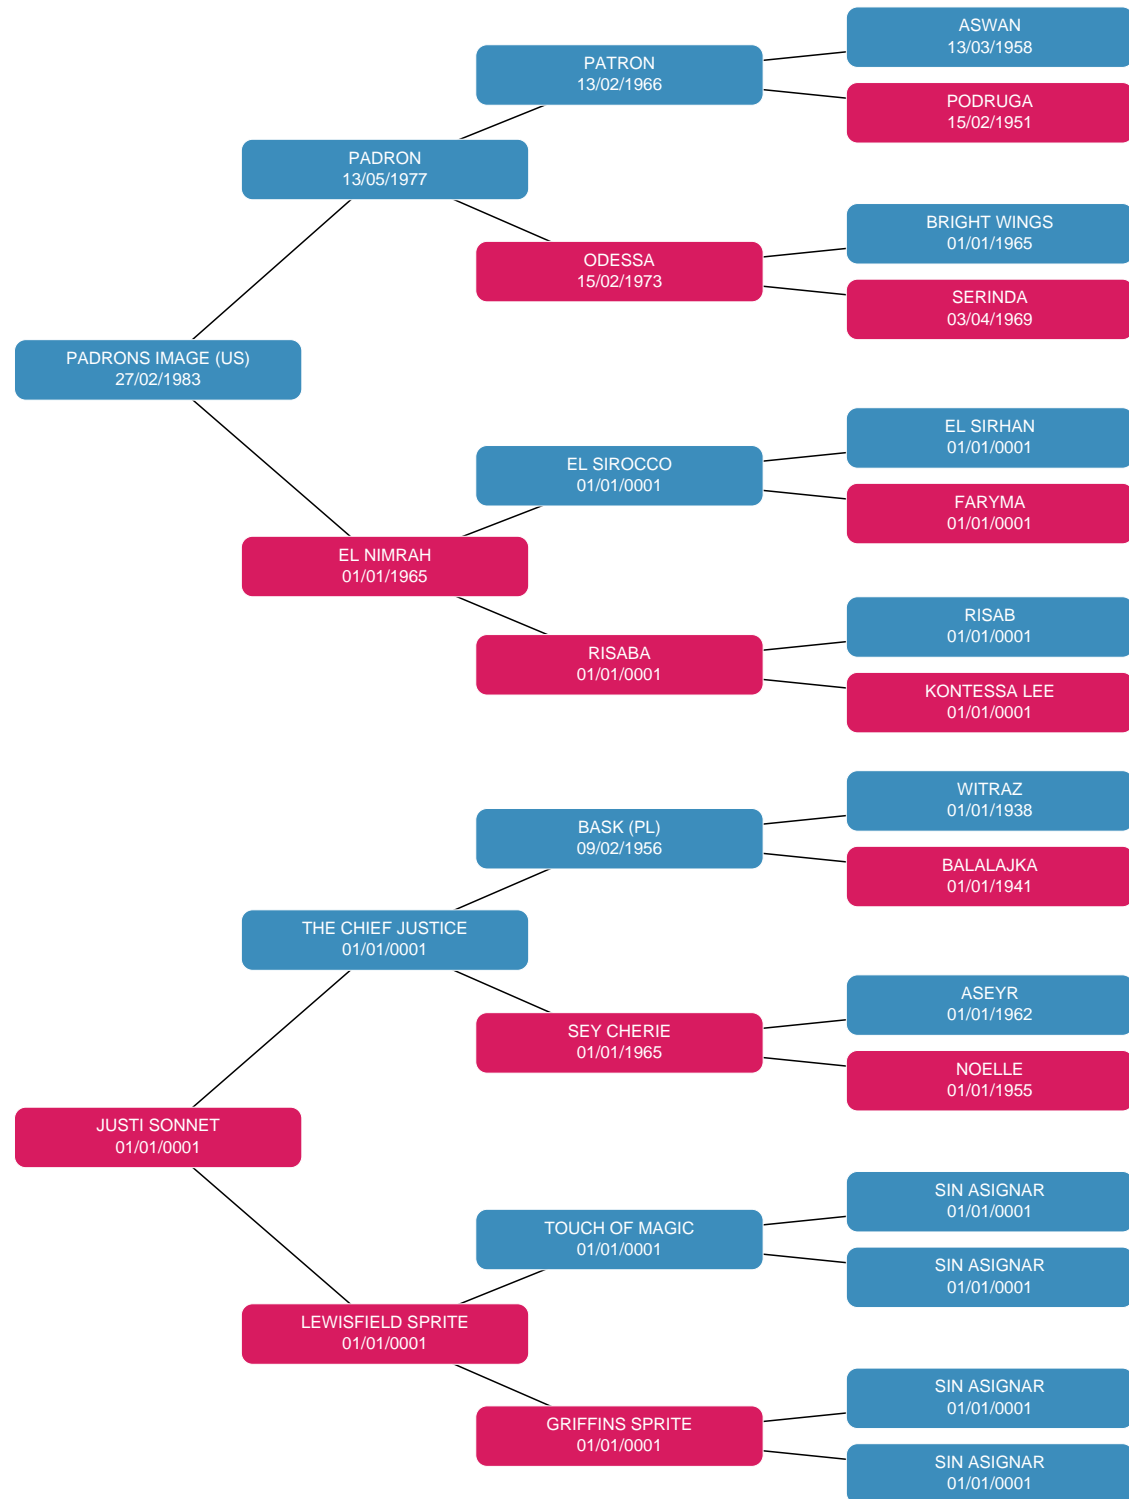 ASWAN
13/03/1958
PATRON
13/02/1966
PODRUGA
15/02/1951
PADRON
13/05/1977
BRIGHT WINGS
01/01/1965
ODESSA
15/02/1973
SERINDA
03/04/1969
PADRONS IMAGE (US)
27/02/1983
EL SIRHAN
01/01/0001
EL SIROCCO
01/01/0001
FARYMA
01/01/0001
EL NIMRAH
01/01/1965
RISAB
01/01/0001
RISABA
01/01/0001
KONTESSA LEE
01/01/0001
WITRAZ
01/01/1938
BASK (PL)
09/02/1956
BALALAJKA
01/01/1941
THE CHIEF JUSTICE
01/01/0001
ASEYR
01/01/1962
SEY CHERIE
01/01/1965
NOELLE
01/01/1955
JUSTI SONNET
01/01/0001
SIN ASIGNAR
01/01/0001
TOUCH OF MAGIC
01/01/0001
SIN ASIGNAR
01/01/0001
LEWISFIELD SPRITE
01/01/0001
SIN ASIGNAR
01/01/0001
GRIFFINS SPRITE
01/01/0001
SIN ASIGNAR
01/01/0001